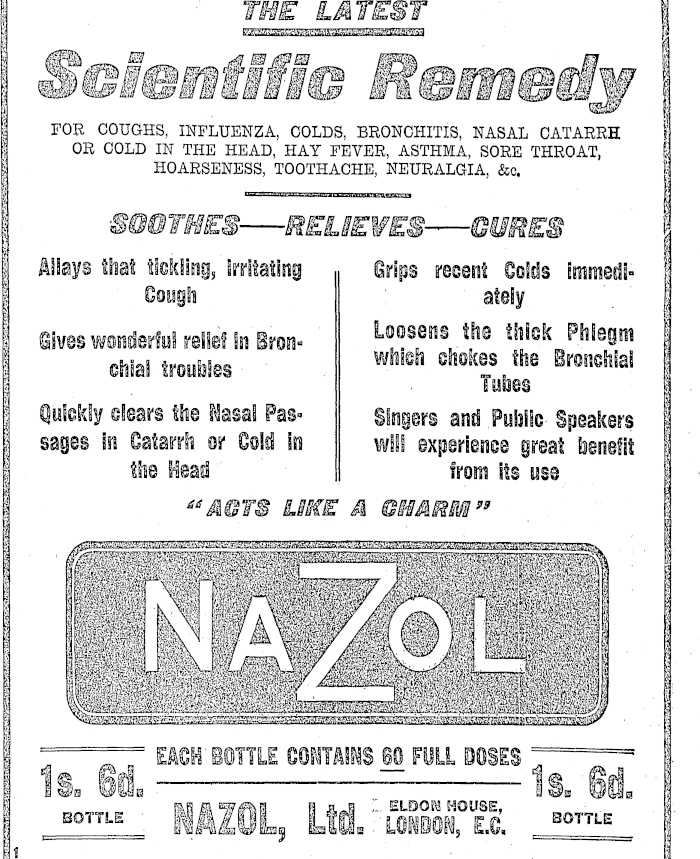 THE LATEST
Scientific Remedy
FOR COUGHS, INFLUENZA, COLDS, BRONCHITIS, NASAL CATARRH
OR COLD IN THE HEAD, HAY FEVER, ASTHMA, SORE THROAT,
HOARSENESS, TOOTHACHE, NEURALGIA, &c.
SOOTHES—RELIEVES—CURES
Allays that tickling, irritating
Cough
Gives wonderful relief in Bron-
chial troubles
Quickly clears the Nasal Pas-
sages in Catarrh or Cold in
the Head
Grips recent Colds immedi-
ately
Loosens the thick Phlegm
which chokes the Bronchial
Tubes
Singers and Public Speakers
will experience great benefit
from its use
"ACTS LIKE A CHARM"
NAZOL
EACH BOTTLE CONTAINS 60 FULL DOSES
1s. 6d.
BOTTLE
NAZOL, Ltd.
ELDON HOUSE,
LONDON, E.C.
1s. 6d.
BOTTLE